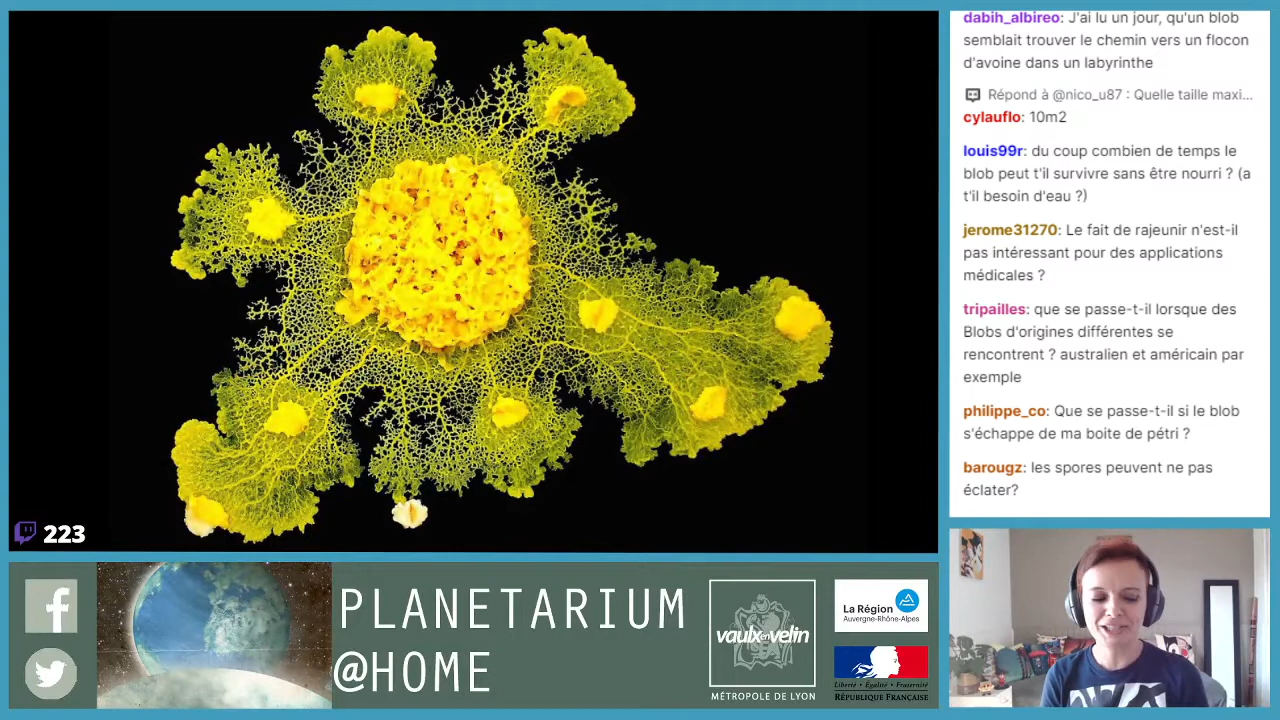 dabih_albireo: J'ai lu un jour, qu'un blob
semblait trouver le chemin vers un flocon
d'avoine dans un labyrinthe
Répond à @nico_u87 : Quelle taille maxi...
cylauflo: 10m2
louis99r: du coup combien de temps le
blob peut t'il survivre sans être nourri ? (a
t'il besoin d'eau ?)
jerome31270: Le fait de rajeunir n'est-il
pas intéressant pour des applications
médicales ?
tripailles: que se passe-t-il lorsque des
Blobs d'origines différentes se
rencontrent ? australien et américain par
exemple
philippe_co: Que se passe-t-il si le blob
s'échappe de ma boite de pétri ?
barougz: les spores peuvent ne pas
éclater?
223
PLANETARIUM
@HOME
vaulx en velin
MÉTROPOLE DE LYON
La Région
Auvergne-Rhône-Alpes
Liberté • Égalité • Fraternité
RÉPUBLIQUE FRANÇAISE